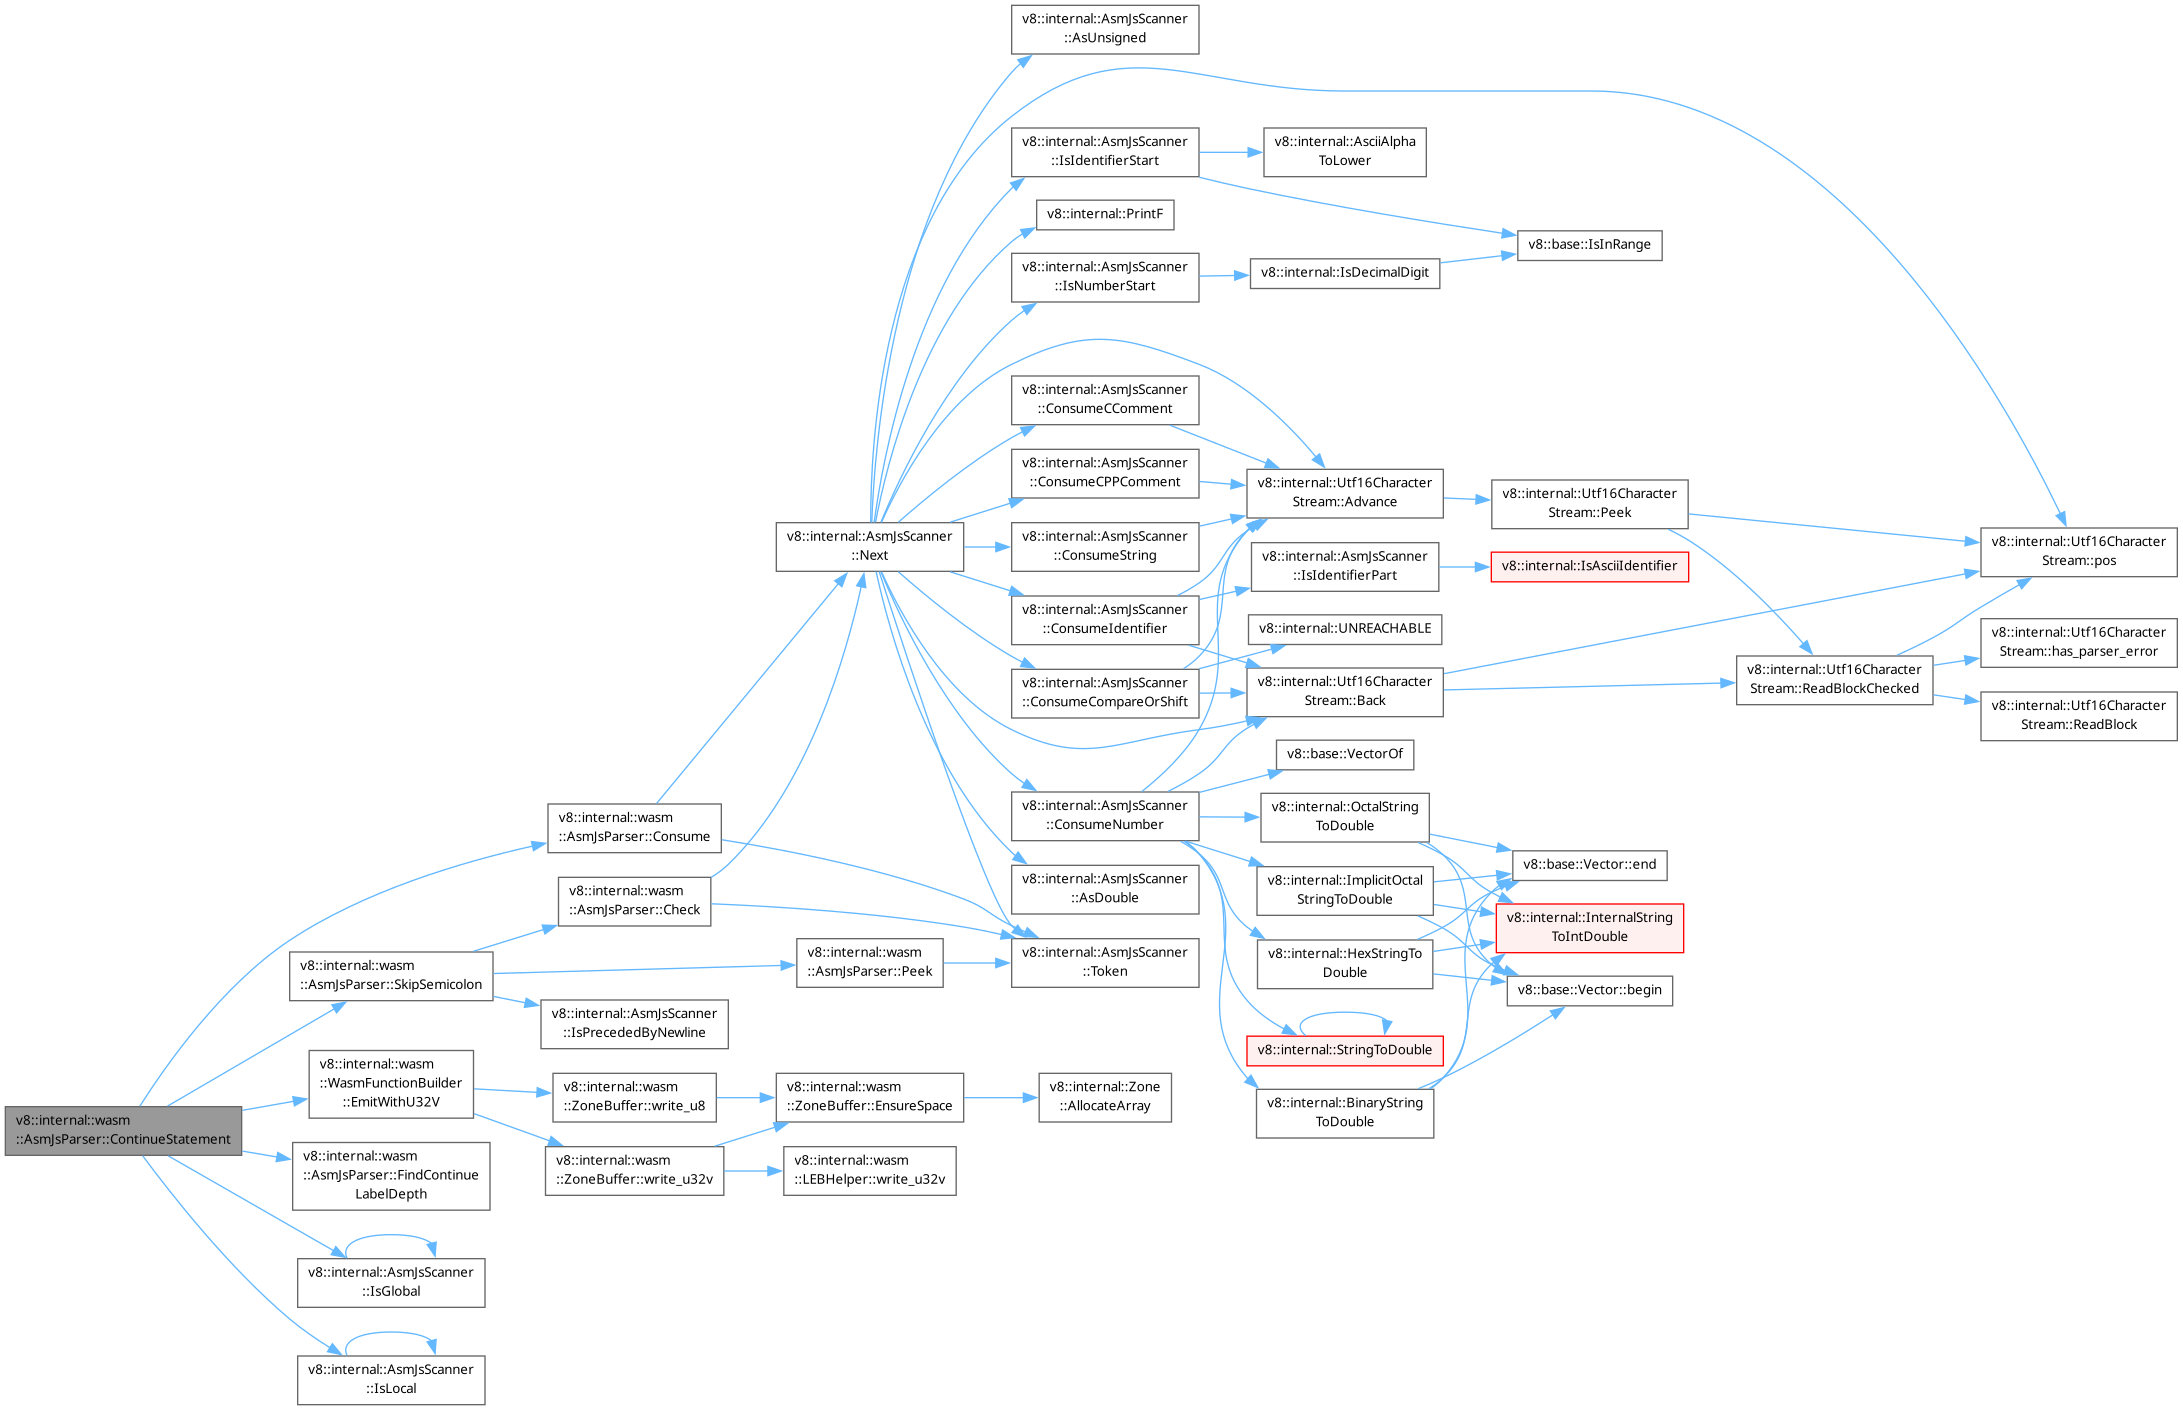 v8::internal::wasm
::AsmJsParser::ContinueStatement
v8::internal::wasm
::AsmJsParser::Consume
v8::internal::AsmJsScanner
::Next
v8::internal::AsmJsScanner
::AsUnsigned
v8::internal::AsmJsScanner
::IsIdentifierStart
v8::internal::AsciiAlpha
ToLower
v8::base::IsInRange
v8::internal::PrintF
v8::internal::AsmJsScanner
::IsNumberStart
v8::internal::IsDecimalDigit
v8::internal::AsmJsScanner
::ConsumeCComment
v8::internal::AsmJsScanner
::ConsumeCPPComment
v8::internal::AsmJsScanner
::ConsumeString
v8::internal::AsmJsScanner
::ConsumeIdentifier
v8::internal::AsmJsScanner
::ConsumeCompareOrShift
v8::internal::AsmJsScanner
::ConsumeNumber
v8::internal::AsmJsScanner
::AsDouble
v8::internal::AsmJsScanner
::Token
v8::internal::Utf16Character
Stream::Advance
v8::internal::AsmJsScanner
::IsIdentifierPart
v8::internal::IsAsciiIdentifier
v8::internal::UNREACHABLE
v8::internal::Utf16Character
Stream::Back
v8::internal::Utf16Character
Stream::Peek
v8::internal::Utf16Character
Stream::ReadBlockChecked
v8::internal::Utf16Character
Stream::pos
v8::internal::Utf16Character
Stream::has_parser_error
v8::internal::Utf16Character
Stream::ReadBlock
v8::base::VectorOf
v8::internal::OctalString
ToDouble
v8::internal::ImplicitOctal
StringToDouble
v8::internal::HexStringTo
Double
v8::internal::StringToDouble
v8::internal::BinaryString
ToDouble
v8::base::Vector::end
v8::internal::InternalString
ToIntDouble
v8::base::Vector::begin
v8::internal::wasm
::AsmJsParser::Check
v8::internal::wasm
::AsmJsParser::SkipSemicolon
v8::internal::wasm
::AsmJsParser::Peek
v8::internal::AsmJsScanner
::IsPrecededByNewline
v8::internal::wasm
::WasmFunctionBuilder
::EmitWithU32V
v8::internal::wasm
::ZoneBuffer::write_u8
v8::internal::wasm
::ZoneBuffer::EnsureSpace
v8::internal::Zone
::AllocateArray
v8::internal::wasm
::ZoneBuffer::write_u32v
v8::internal::wasm
::LEBHelper::write_u32v
v8::internal::wasm
::AsmJsParser::FindContinue
LabelDepth
v8::internal::AsmJsScanner
::IsGlobal
v8::internal::AsmJsScanner
::IsLocal